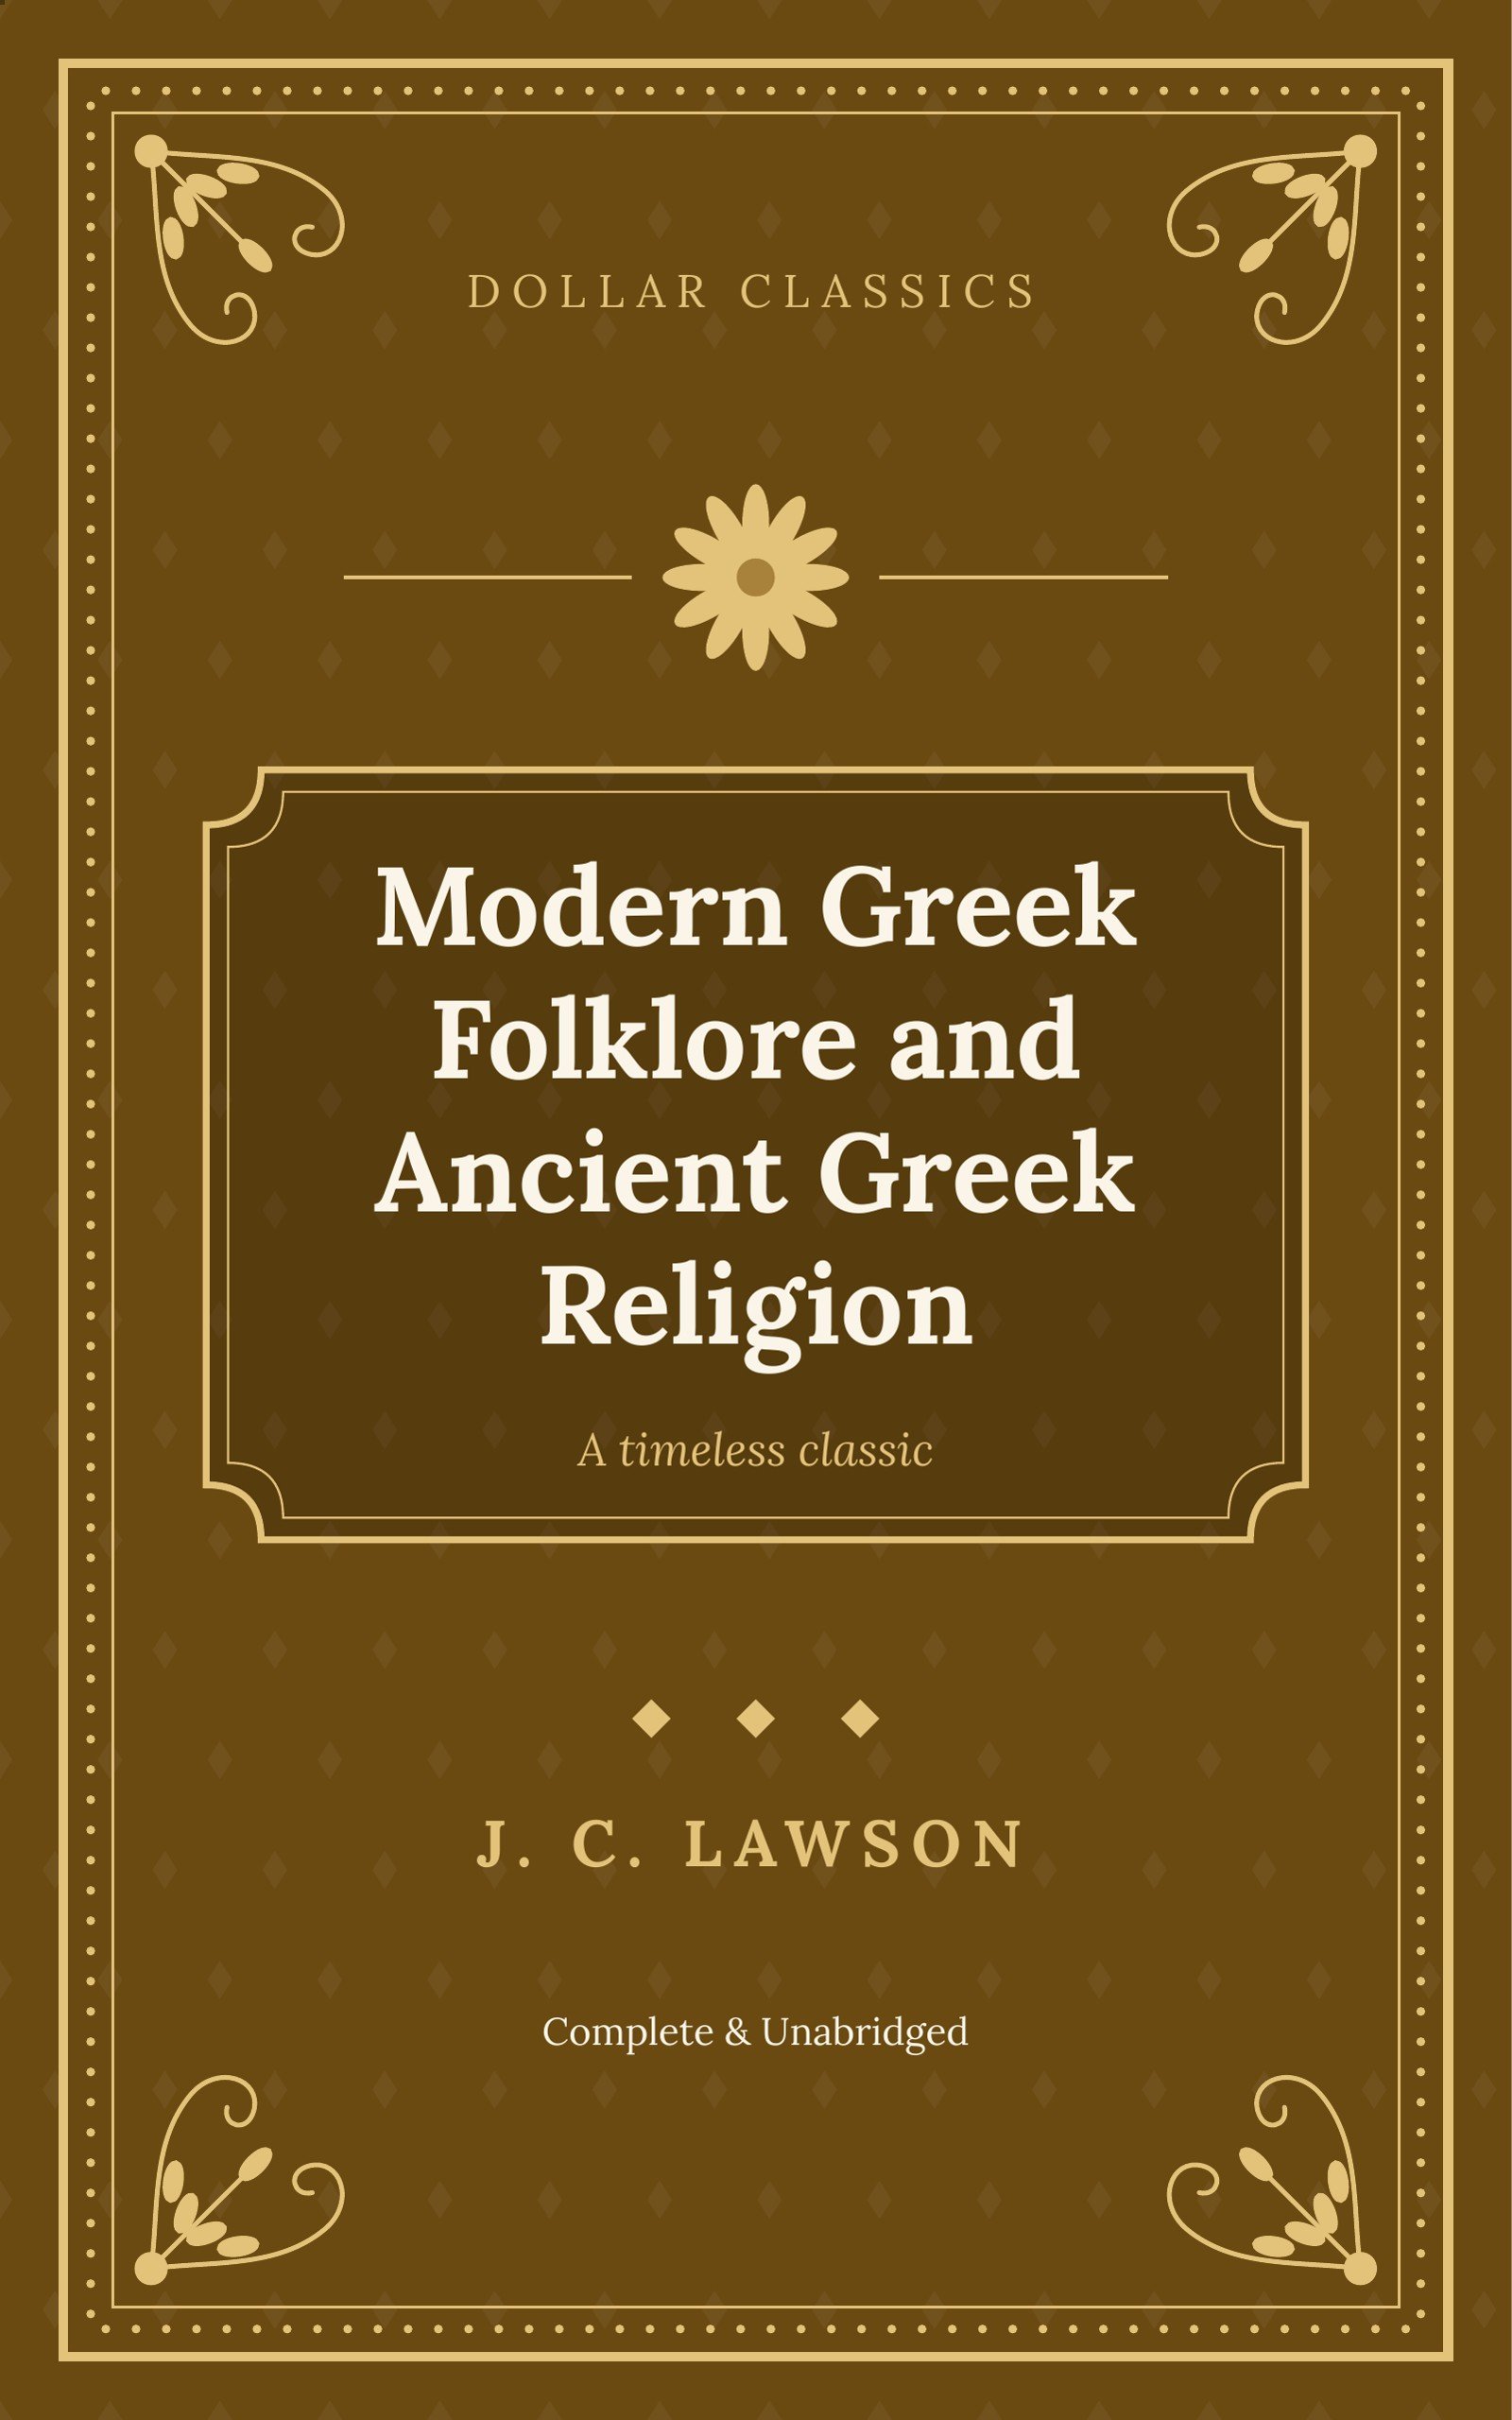 DOLLAR CLASSICS
Modern Greek
Folklore and
Ancient Greek
Religion
A timeless classic
J. C. LAWSON
Complete & Unabridged